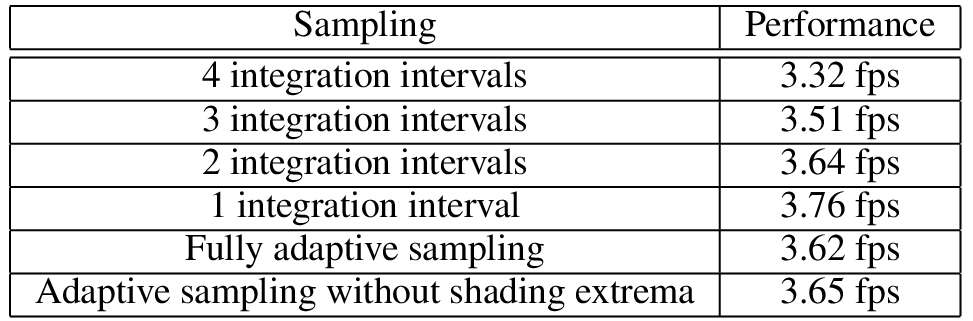 Sampling Performance
4 integration intervals 3.32 fps
3 integration intervals 3.51 fps
2 integration intervals 3.64 fps
1 integration interval 3.76 fps
Fully adaptive sampling 3.62 fps
Adaptive sampling without shading extrema 3.65 fps